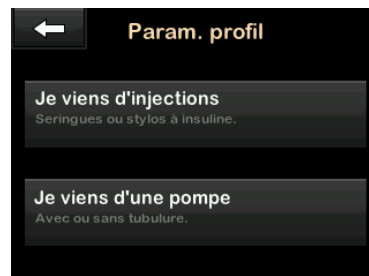 Param. profil
Je viens d'injections
Seringues ou stylos à insuline.
Je viens d'une pompe
Avec ou sans tubulure.